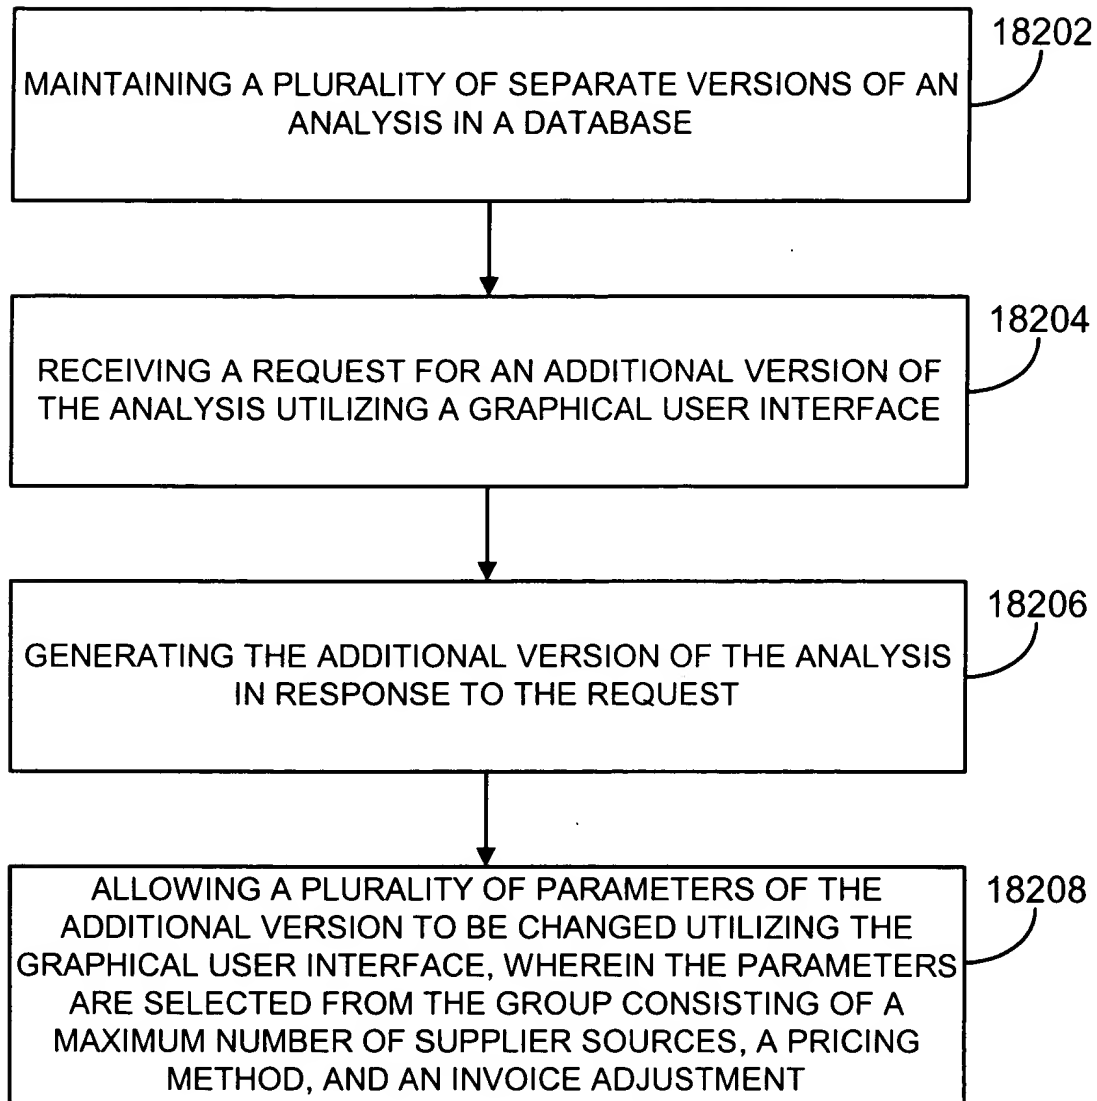 18202
MAINTAINING A PLURALITY OF SEPARATE VERSIONS OF AN
ANALYSIS IN A DATABASE
18204
RECEIVING A REQUEST FOR AN ADDITIONAL VERSION OF
THE ANALYSIS UTILIZING A GRAPHICAL USER INTERFACE
18206
GENERATING THE ADDITIONAL VERSION OF THE ANALYSIS
IN RESPONSE TO THE REQUEST
18208
ALLOWING A PLURALITY OF PARAMETERS OF THE
ADDITIONAL VERSION TO BE CHANGED UTILIZING THE
GRAPHICAL USER INTERFACE, WHEREIN THE PARAMETERS
ARE SELECTED FROM THE GROUP CONSISTING OF A
MAXIMUM NUMBER OF SUPPLIER SOURCES, A PRICING
METHOD, AND AN INVOICE ADJUSTMENT